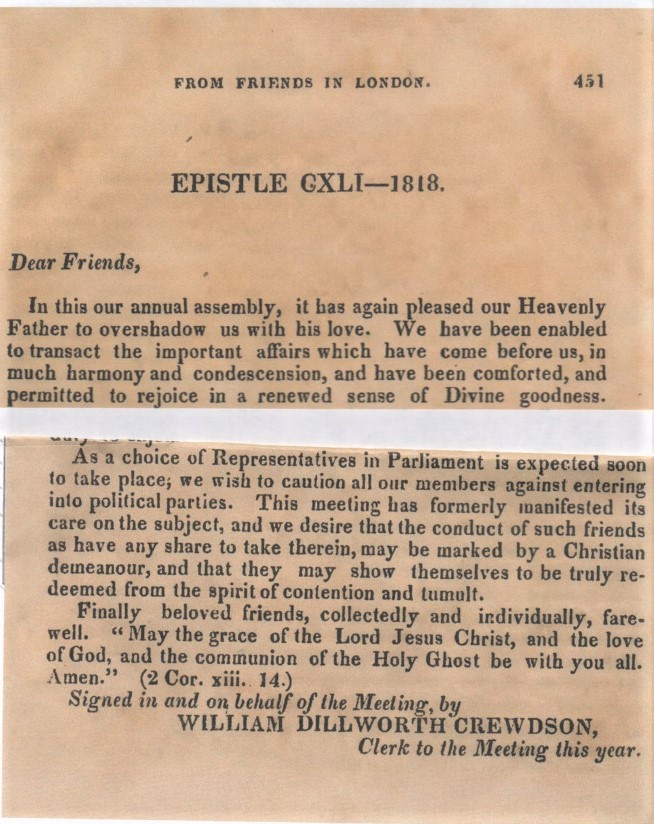 FROM FRIENDS IN LONDON. 451
EPISTLE CXLI—1818.
Dear Friends,
In this our annual assembly, it has again pleased our Heavenly
Father to overshadow us with his love. We have been enabled
to transact the important affairs which have come before us, in
much harmony and condescension, and have been comforted, and
permitted to rejoice in a renewed sense of Divine goodness.
As a choice of Representatives in Parliament is expected soon
to take place; we wish to caution all our members against entering
into political parties. This meeting has formerly manifested its
care on the subject, and we desire that the conduct of such friends
as have any share to take therein, may be marked by a Christian
demeanour, and that they may show themselves to be truly re-
deemed from the spirit of contention and tumult.
Finally beloved friends, collectedly and individually, fare-
well. “May the grace of the Lord Jesus Christ, and the love
of God, and the communion of the Holy Ghost be with you all.
Amen.” (2 Cor. xiii. 14.)
Signed in and on behalf of the Meeting, by
WILLIAM DILLWORTH CREWDSON,
Clerk to the Meeting this year.